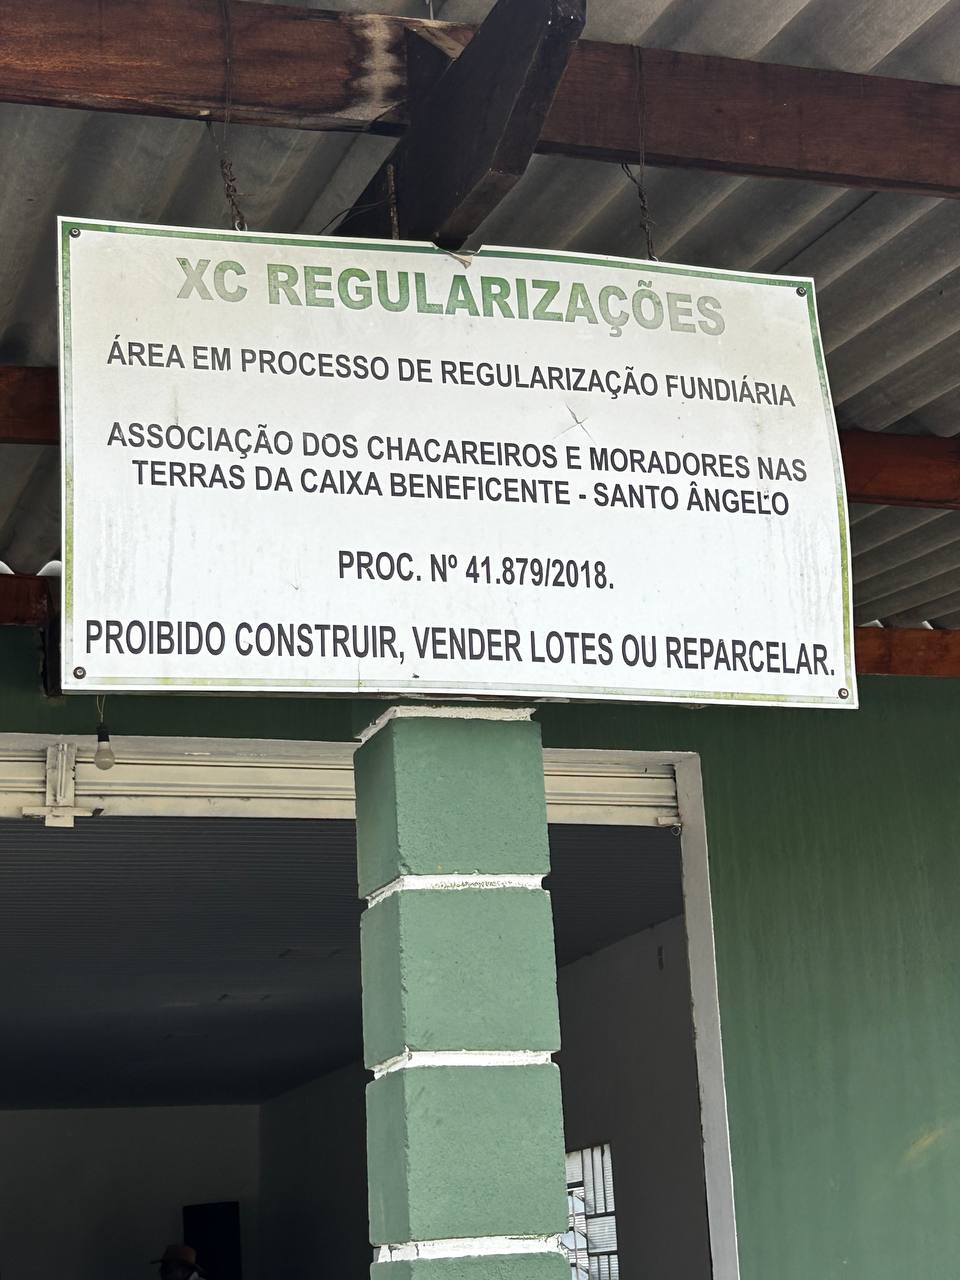 XC REGULARIZAÇÕES
ÁREA EM PROCESSO DE REGULARIZAÇÃO FUNDIÁRIA
ASSOCIAÇÃO DOS CHACAREIROS E MORADORES NAS
TERRAS DA CAIXA BENEFICENTE - SANTO ÂNGELO
PROC. Nº 41.879/2018.
PROIBIDO CONSTRUIR, VENDER LOTES OU REPARCELAR.